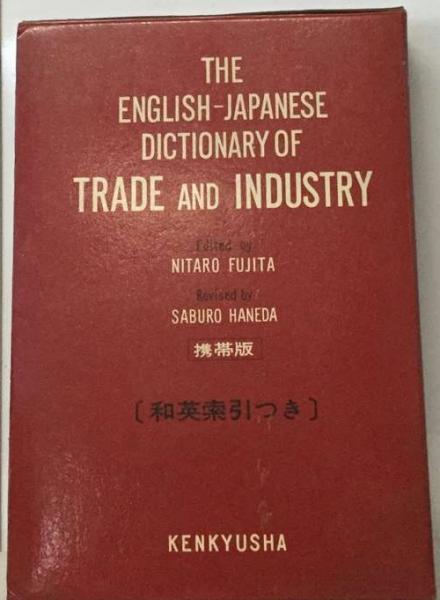 THE
ENGLISH-JAPANESE
DICTIONARY OF
TRADE AND INDUSTRY
Edited by
NITARO FUJITA
Revised by
SABURO HANEDA
携帯版
〔和英索引つき〕
KENKYUSHA